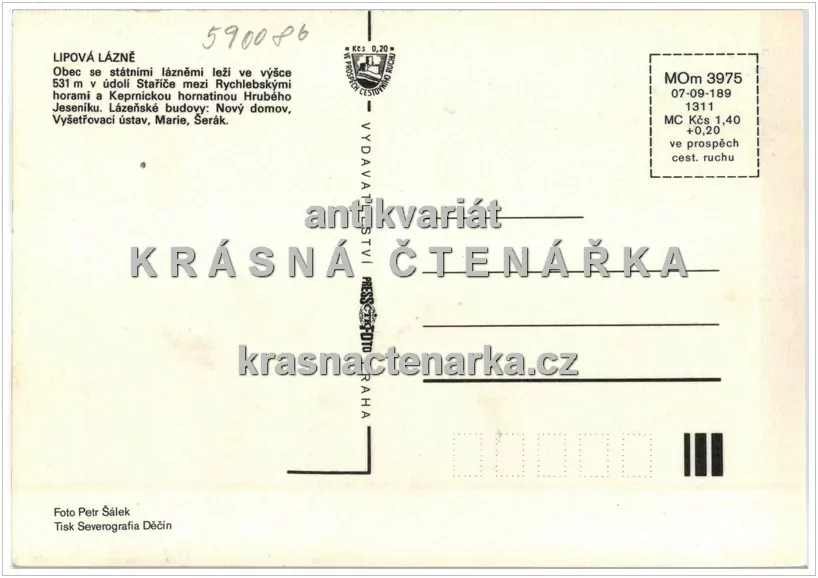 5900 86
LIPOVÁ LÁZNĚ
Obec se státními lázněmi leží ve výšce
531 m v údolí Staříče mezi Rychlebskými
horami a Keprnickou hornatinou Hrubého
Jeseníku. Lázeňské budovy: Nový domov,
Vyšetřovací ústav, Marie, Šerák.
Kčs 0,20
VE PROSPĚCH CESTOVNÍHO RUCHU
MOm 3975
07-09-189
1311
MC Kčs 1,40
+0,20
ve prospěch
cest. ruchu
VYDAVATELSTVÍ PRESSFOTO PRAHA
ČTK
antikvariát
KRÁSNÁ ČTENÁŘKA
krasnactenarka.cz
Foto Petr Šálek
Tisk Severografia Děčín